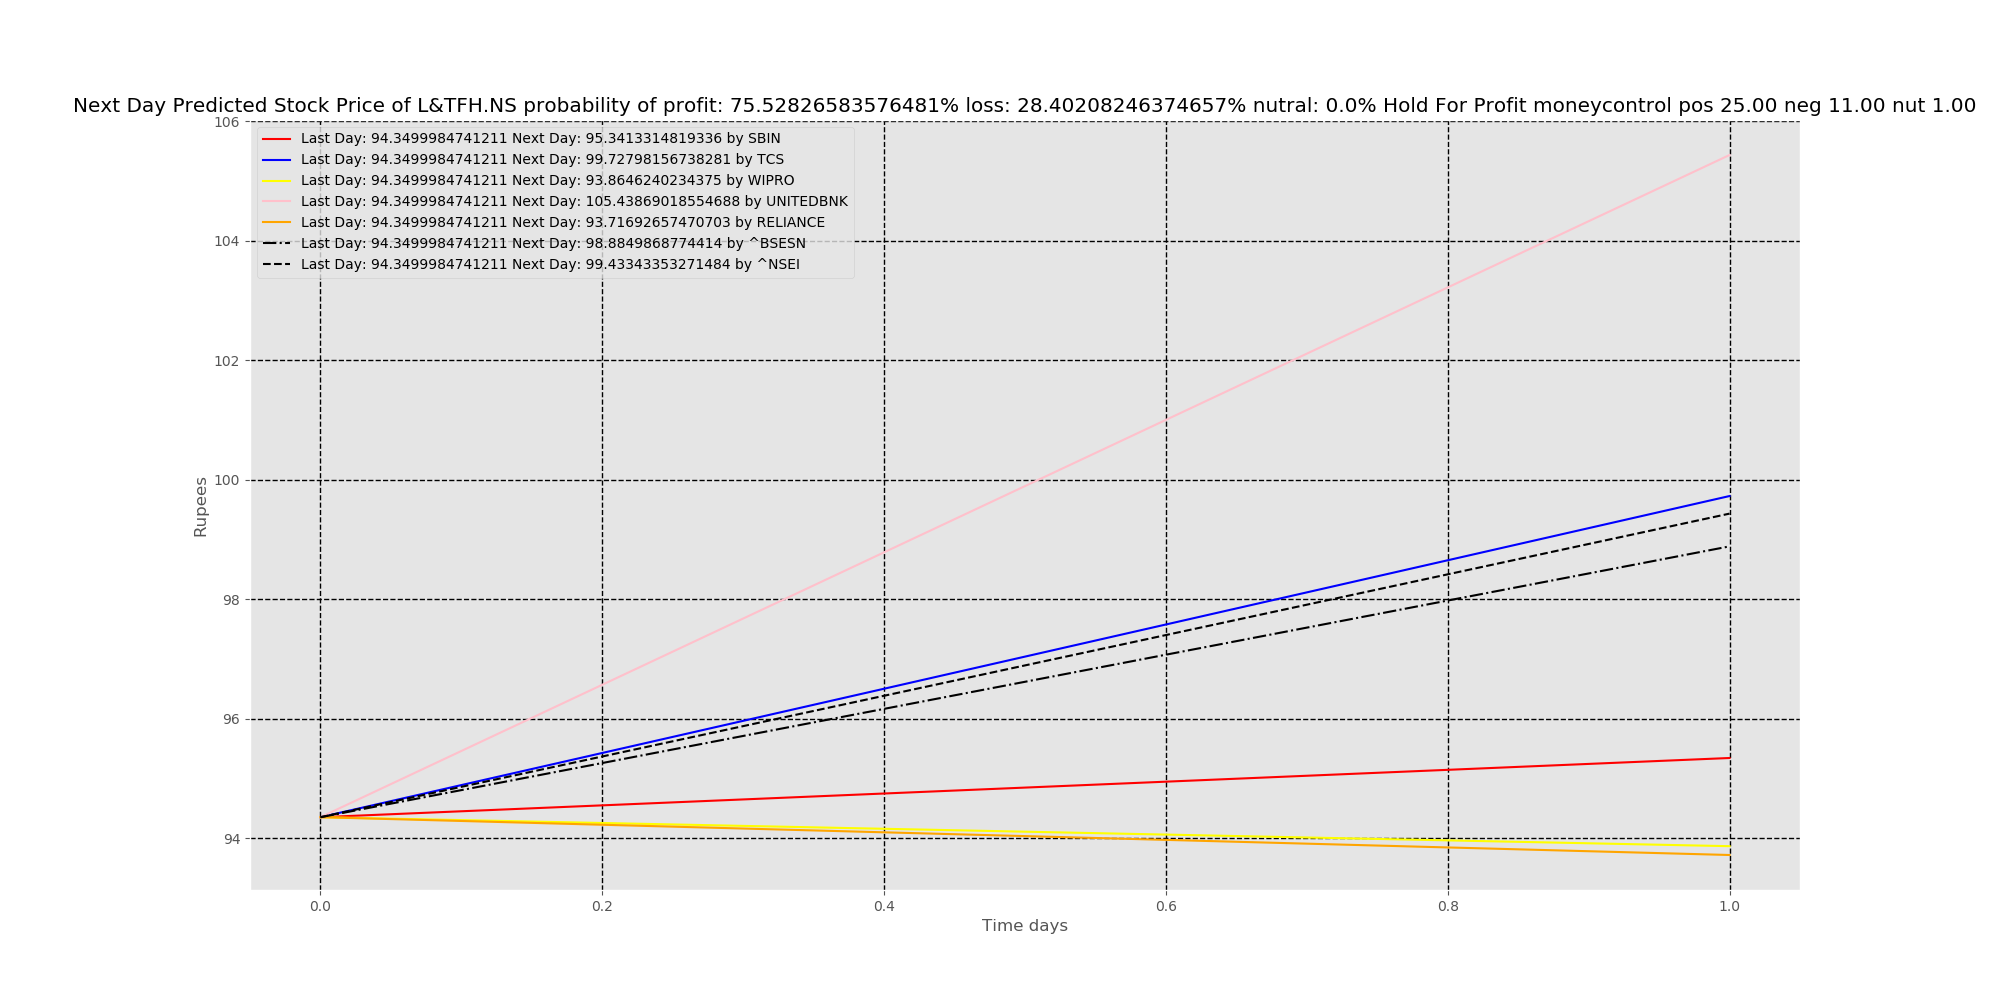 Next Day Predicted Stock Price of L&TFH.NS probability of profit: 75.52826583576481% loss: 28.40208246374657% nutral: 0.0% Hold For Profit moneycontrol pos 25.00 neg 11.00 nut 1.00
Last Day: 94.3499984741211 Next Day: 95.3413314819336 by SBIN
Last Day: 94.3499984741211 Next Day: 99.72798156738281 by TCS
Last Day: 94.3499984741211 Next Day: 93.8646240234375 by WIPRO
Last Day: 94.3499984741211 Next Day: 105.43869018554688 by UNITEDBNK
Last Day: 94.3499984741211 Next Day: 93.71692657470703 by RELIANCE
Last Day: 94.3499984741211 Next Day: 98.8849868774414 by ^BSESN
Last Day: 94.3499984741211 Next Day: 99.43343353271484 by ^NSEI
106
104
102
100
98
96
94
Rupees
0.0 0.2 0.4 0.6 0.8 1.0
Time days